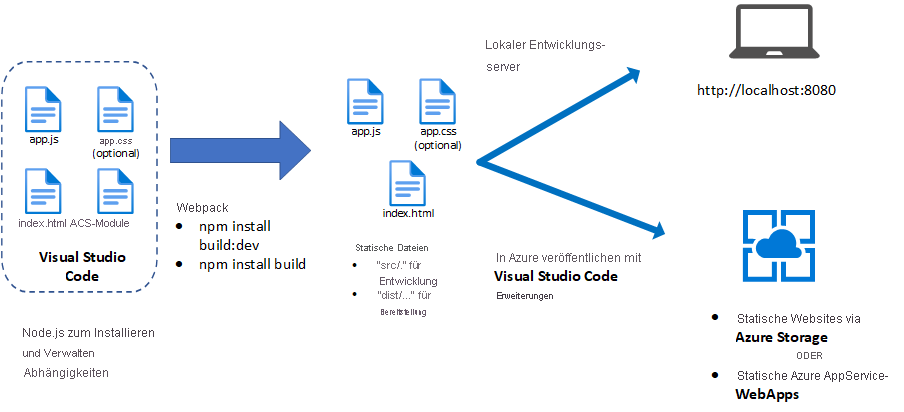 app.js
app.css
(optional)
index.html ACS-Module
Visual Studio
Code
Node.js zum Installieren
und Verwalten
Abhängigkeiten
Webpack
• npm install
build:dev
• npm install build
app.js
app.css
(optional)
index.html
Statische Dateien
• "src/." für
Entwicklung
• "dist/..." für
Bereitstellung
Lokaler Entwicklungs-
server
In Azure veröffentlichen mit
Visual Studio Code
Erweiterungen
http://localhost:8080
• Statische Websites via
Azure Storage
ODER
• Statische Azure AppService-
WebApps